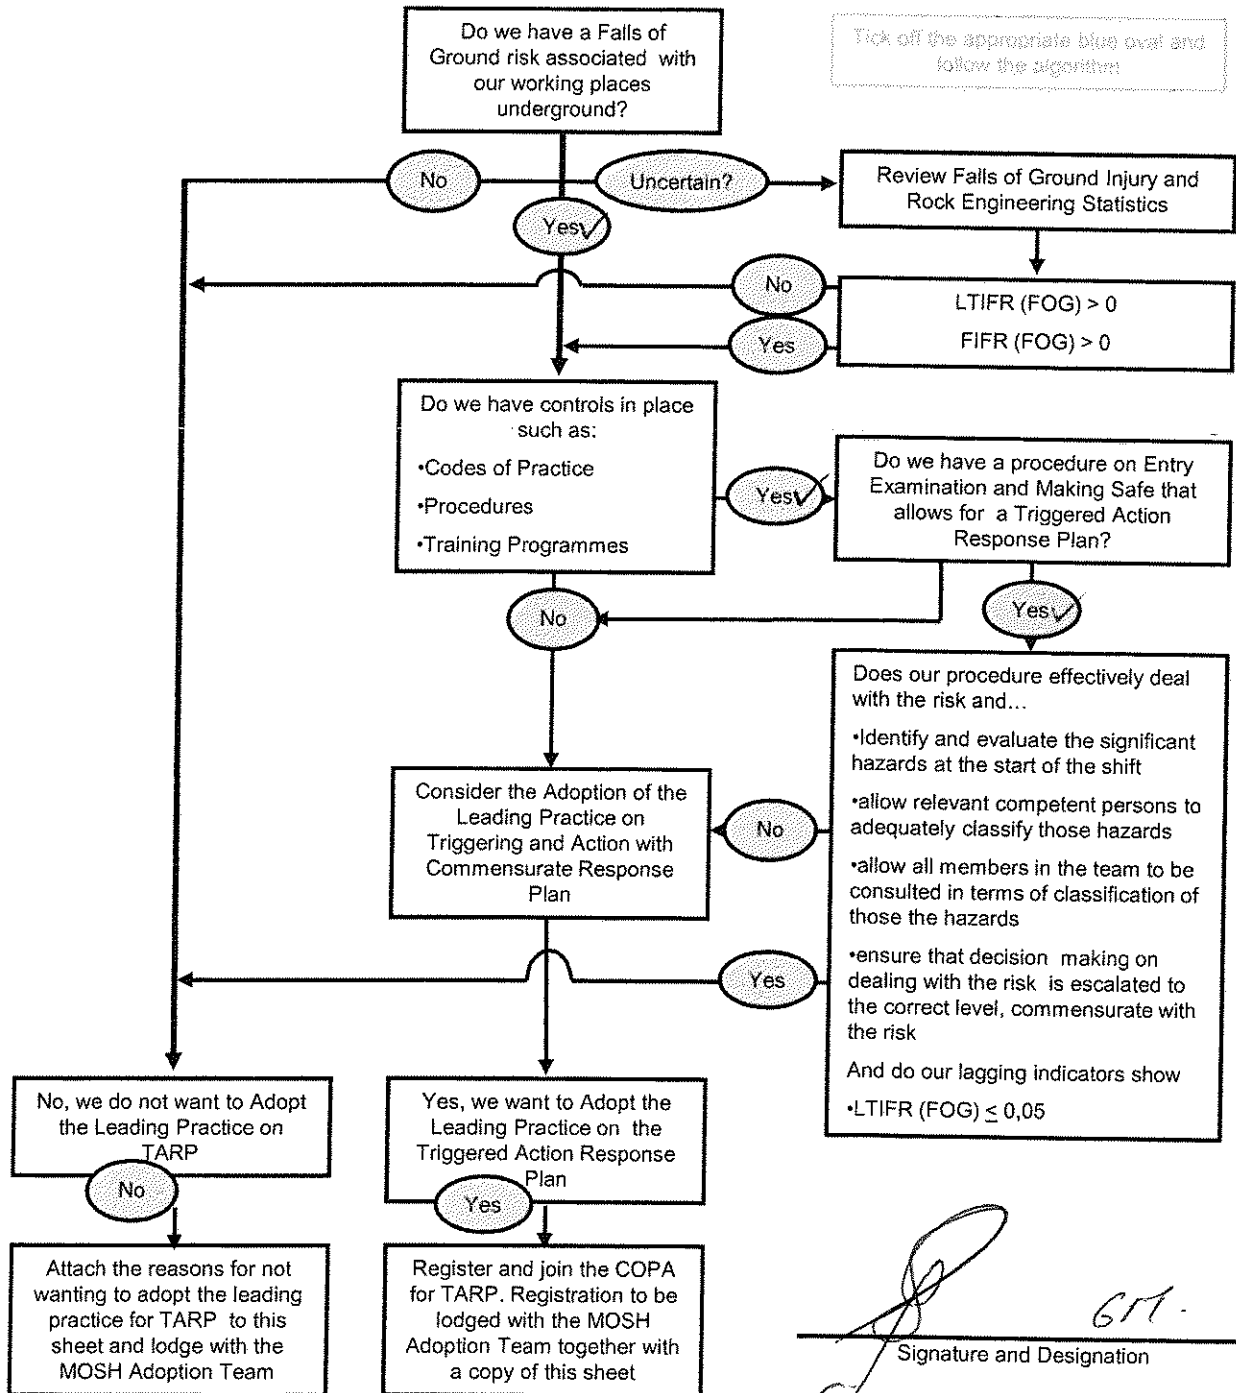 Do we have a Falls of
Ground risk associated with
our working places
underground?
Tick off the appropriate blue oval and
follow the algorithm
No
Uncertain?
Yes
Review Falls of Ground Injury and
Rock Engineering Statistics
No
Yes
LTIFR (FOG) > 0
FIFR (FOG) > 0
Do we have controls in place
such as:
•Codes of Practice
•Procedures
•Training Programmes
Yes
Do we have a procedure on Entry
Examination and Making Safe that
allows for a Triggered Action
Response Plan?
No
Yes
Does our procedure effectively deal
with the risk and...
•Identify and evaluate the significant
hazards at the start of the shift
•allow relevant competent persons to
adequately classify those hazards
•allow all members in the team to be
consulted in terms of classification of
those the hazards
•ensure that decision making on
dealing with the risk is escalated to
the correct level, commensurate with
the risk
And do our lagging indicators show
•LTIFR (FOG) ≤ 0,05
Consider the Adoption of the
Leading Practice on
Triggering and Action with
Commensurate Response
Plan
No
Yes
No, we do not want to Adopt
the Leading Practice on
TARP
No
Yes, we want to Adopt the
Leading Practice on the
Triggered Action Response
Plan
Yes
Attach the reasons for not
wanting to adopt the leading
practice for TARP to this
sheet and lodge with the
MOSH Adoption Team
Register and join the COPA
for TARP. Registration to be
lodged with the MOSH
Adoption Team together with
a copy of this sheet
GM.
Signature and Designation